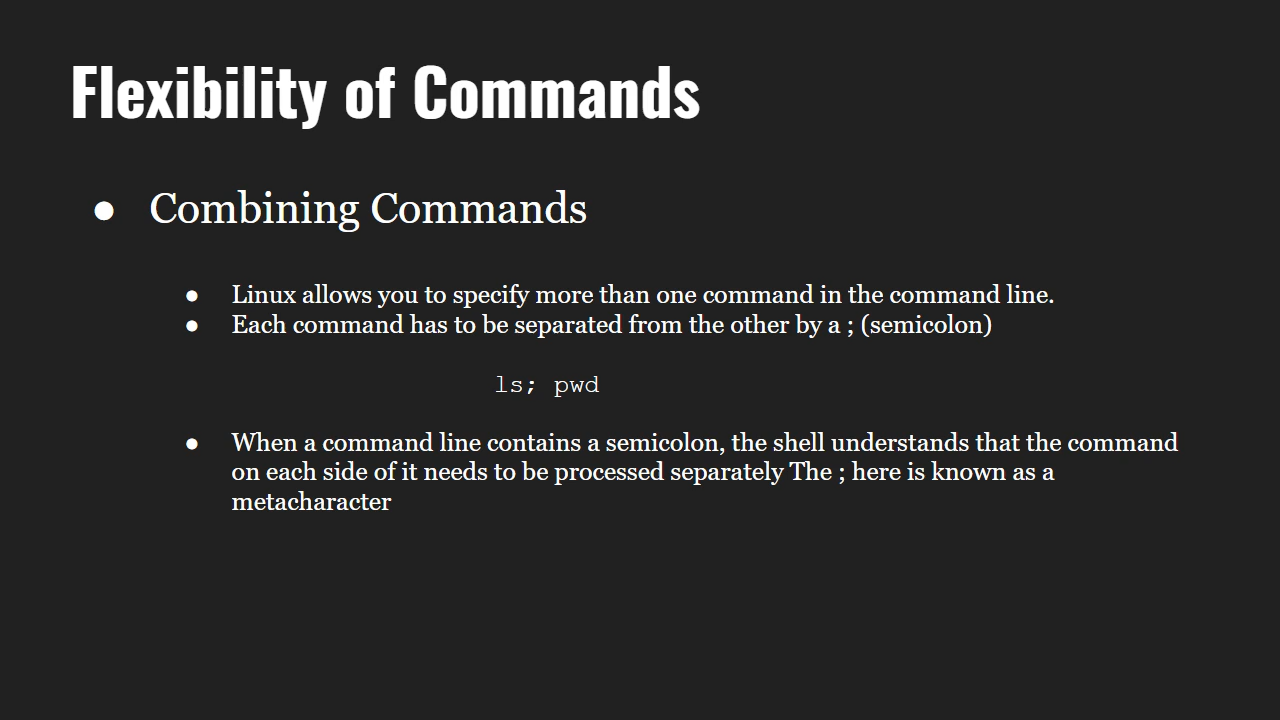 Flexibility of Commands
● Combining Commands
● Linux allows you to specify more than one command in the command line.
● Each command has to be separated from the other by a ; (semicolon)
ls; pwd
● When a command line contains a semicolon, the shell understands that the command
on each side of it needs to be processed separately The ; here is known as a
metacharacter